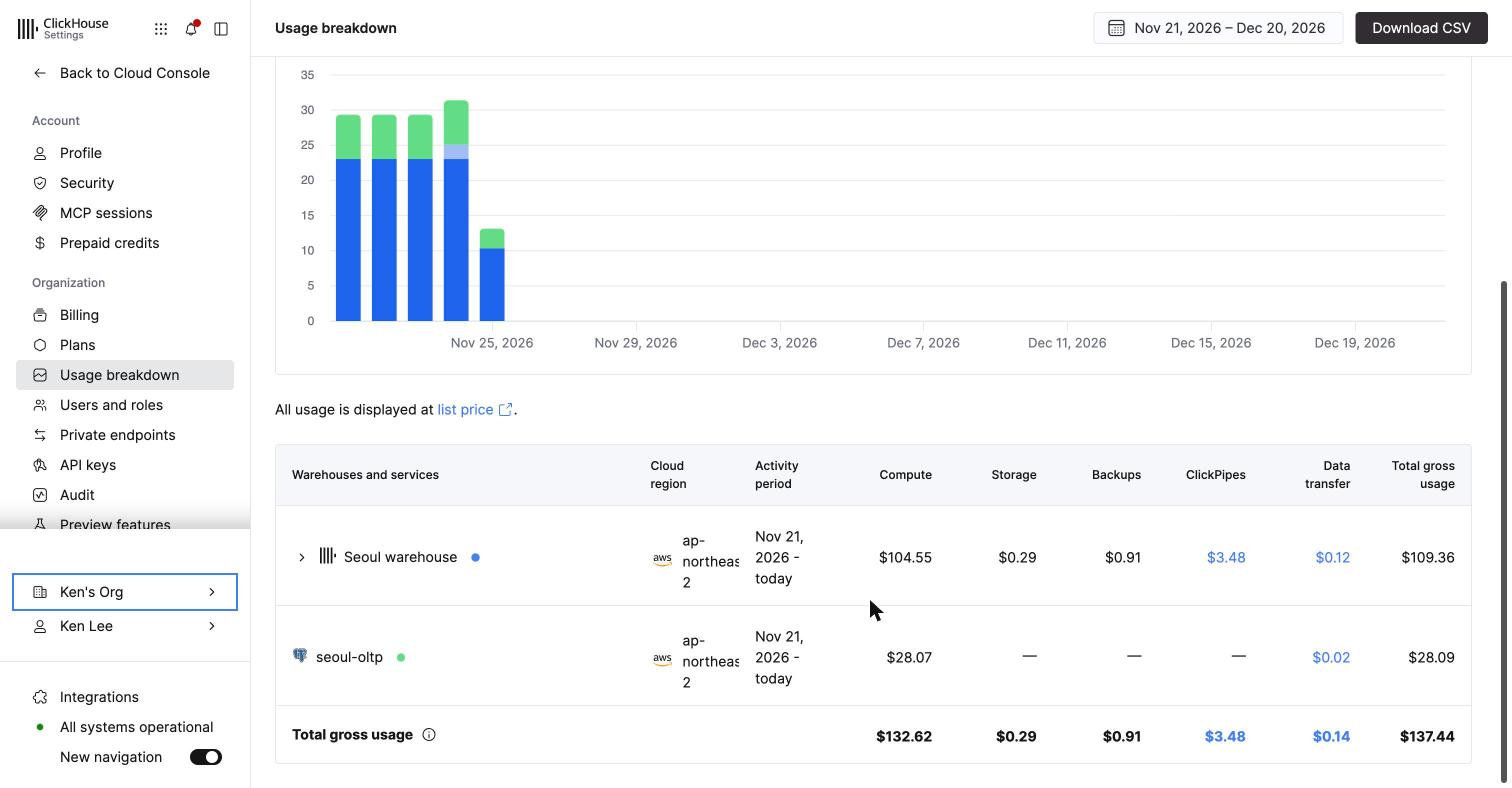 ClickHouse
Settings
Usage breakdown
Nov 21, 2026 – Dec 20, 2026
Download CSV
Back to Cloud Console
Account
Profile
Security
MCP sessions
Prepaid credits
Organization
Billing
Plans
Usage breakdown
Users and roles
Private endpoints
API keys
Audit
Preview features
Ken's Org
Ken Lee
Integrations
All systems operational
New navigation
35
30
25
20
15
10
5
0
Nov 25, 2026 Nov 29, 2026 Dec 3, 2026 Dec 7, 2026 Dec 11, 2026 Dec 15, 2026 Dec 19, 2026
All usage is displayed at list price .
Warehouses and services
Cloud
region
Activity
period
Compute
Storage
Backups
ClickPipes
Data
transfer
Total gross
usage
Seoul warehouse
aws
ap-
northeas
2
Nov 21,
2026 -
today
$104.55 $0.29 $0.91 $3.48 $0.12 $109.36
seoul-oltp
aws
ap-
northeas
2
Nov 21,
2026 -
today
$28.07 — — — $0.02 $28.09
Total gross usage $132.62 $0.29 $0.91 $3.48 $0.14 $137.44